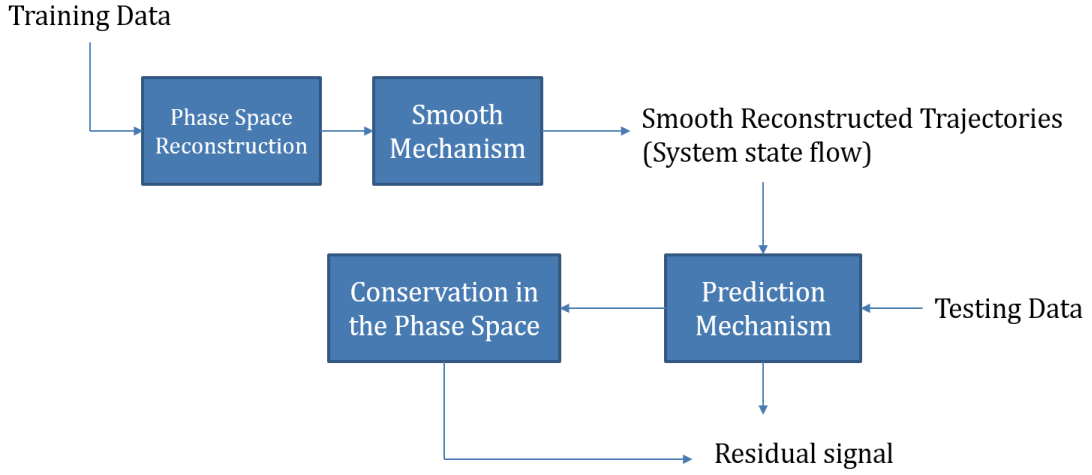 Training Data
Phase Space
Reconstruction
Smooth
Mechanism
Smooth Reconstructed Trajectories
(System state flow)
Conservation in
the Phase Space
Prediction
Mechanism
Testing Data
Residual signal